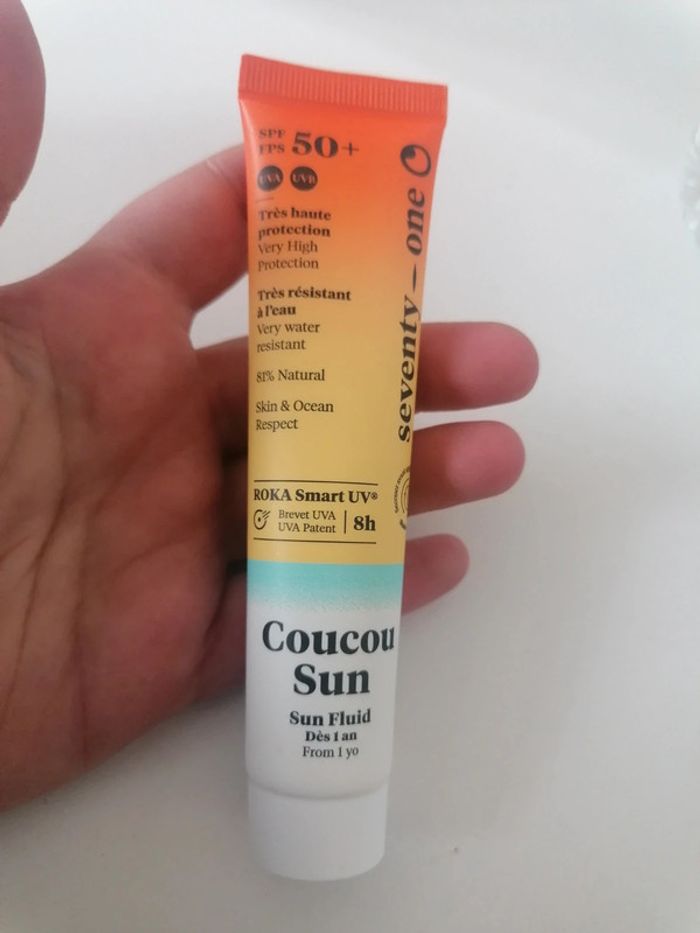 SPF
FPS 50+
UVA UVB
Très haute
protection
Very High
Protection
Très résistant
à l'eau
Very water
resistant
81% Natural
Skin & Ocean
Respect
seventy—one
ROKA Smart UV®
Brevet UVA
UVA Patent
8h
Coucou
Sun
Sun Fluid
Dès 1 an
From 1 yo